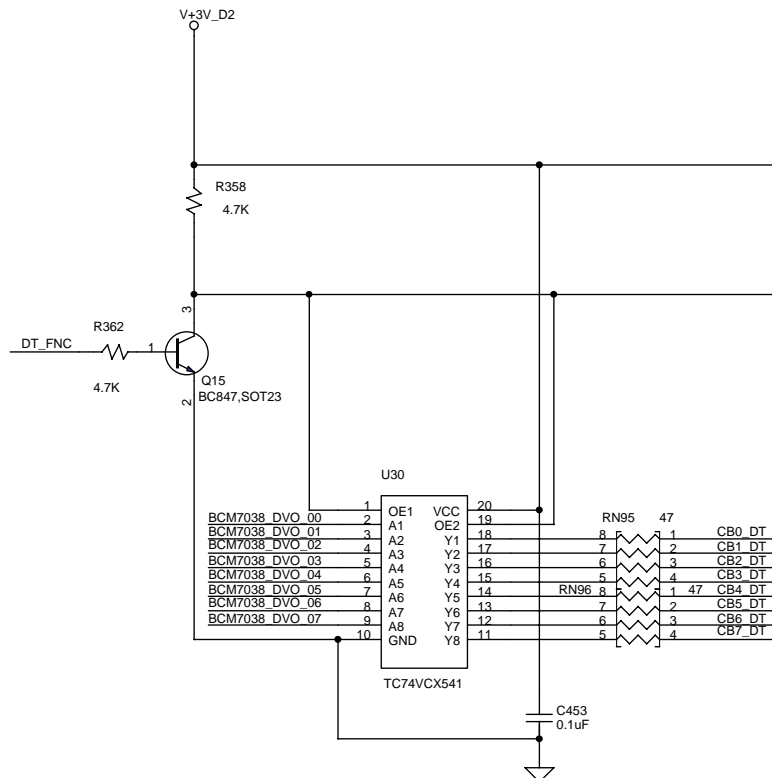 V+3V_D2
R358
4.7K
3
R362
DT_FNC
1
Q15
BC847,SOT23
4.7K
2
U30
1 OE1 VCC 20
BCM7038_DVO_00 2 A1 OE2 19 RN95 47
BCM7038_DVO_01 3 A2 Y1 18 8 1 CB0_DT
BCM7038_DVO_02 4 A3 Y2 17 7 2 CB1_DT
BCM7038_DVO_03 5 A4 Y3 16 6 3 CB2_DT
BCM7038_DVO_04 6 A5 Y4 15 5 4 CB3_DT
BCM7038_DVO_05 7 A6 Y5 14 RN96 8 1 47 CB4_DT
BCM7038_DVO_06 8 A7 Y6 13 7 2 CB5_DT
BCM7038_DVO_07 9 A8 Y7 12 6 3 CB6_DT
10 GND Y8 11 5 4 CB7_DT
TC74VCX541
C453
0.1uF